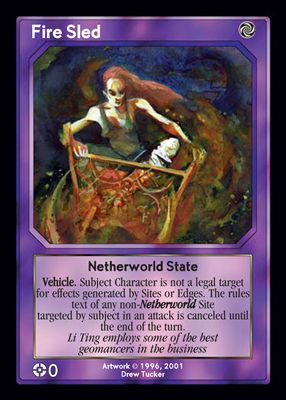 Fire Sled
Netherworld State
Vehicle. Subject Character is not a legal target
for effects generated by Sites or Edges. The rules
text of any non-Netherworld Site
targeted by subject in an attack is canceled until
the end of the turn.
Li Ting employs some of the best
geomancers in the business
0
Artwork © 1996, 2001
Drew Tucker